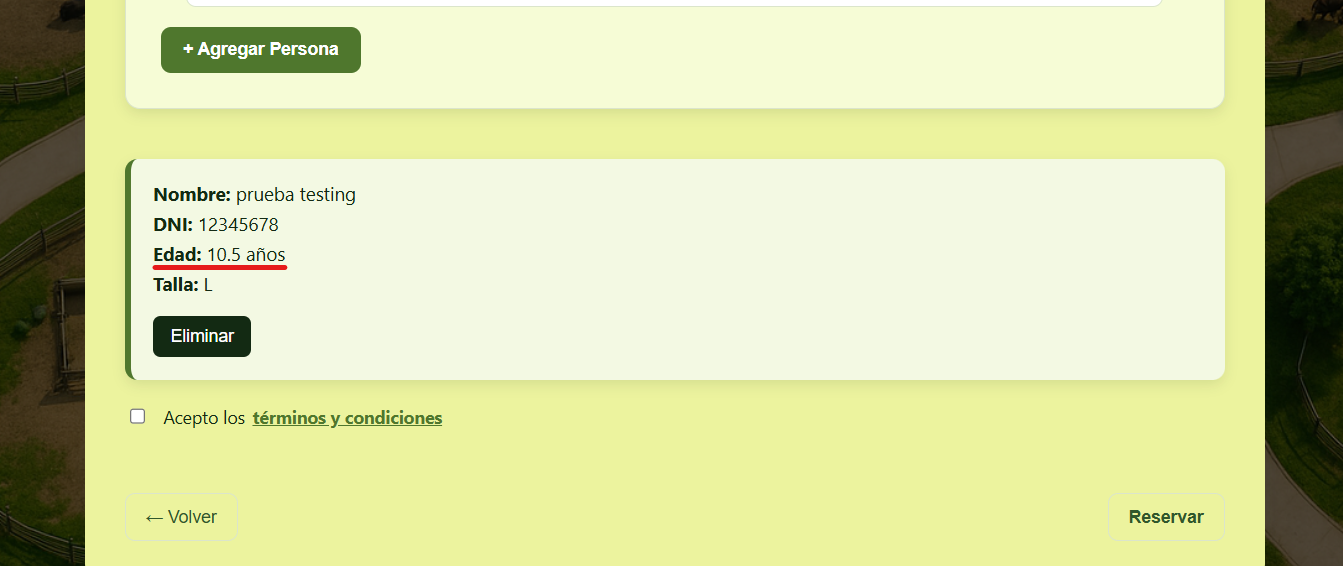 + Agregar Persona
Nombre: prueba testing
DNI: 12345678
Edad: 10.5 años
Talla: L
Eliminar
Acepto los términos y condiciones
← Volver
Reservar